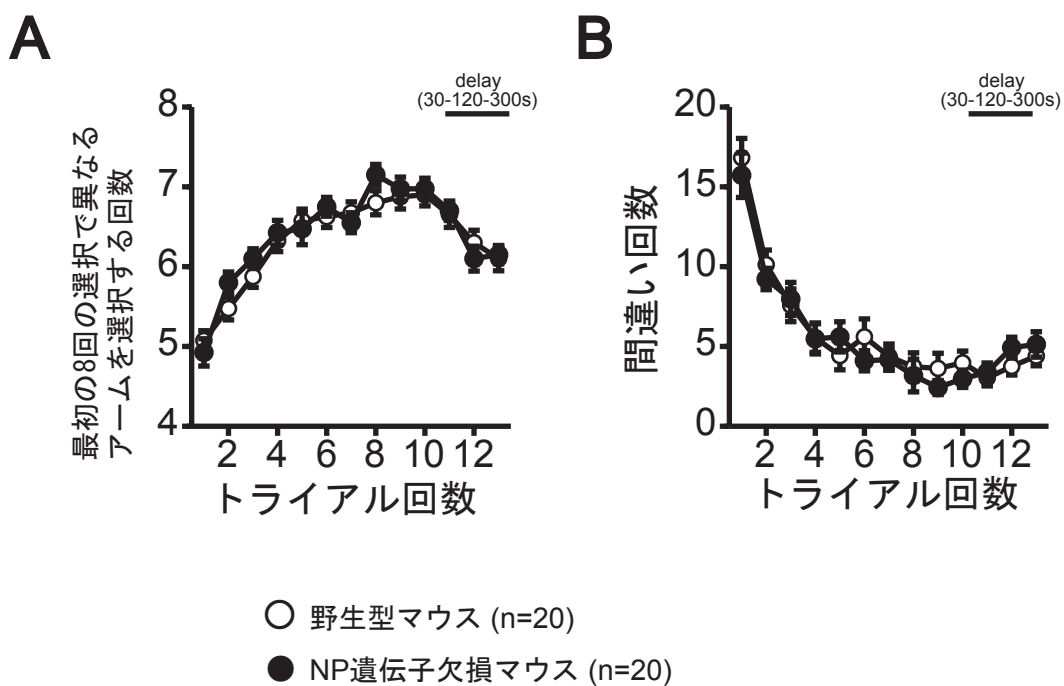 A
delay
(30-120-300s)
最初の8回の選択で異なる
アームを選択する回数
8
7
6
5
4
2 4 6 8 10 12
トライアル回数
B
delay
(30-120-300s)
間違い回数
20
15
10
5
0
2 4 6 8 10 12
トライアル回数
野生型マウス (n=20)
NP遺伝子欠損マウス (n=20)